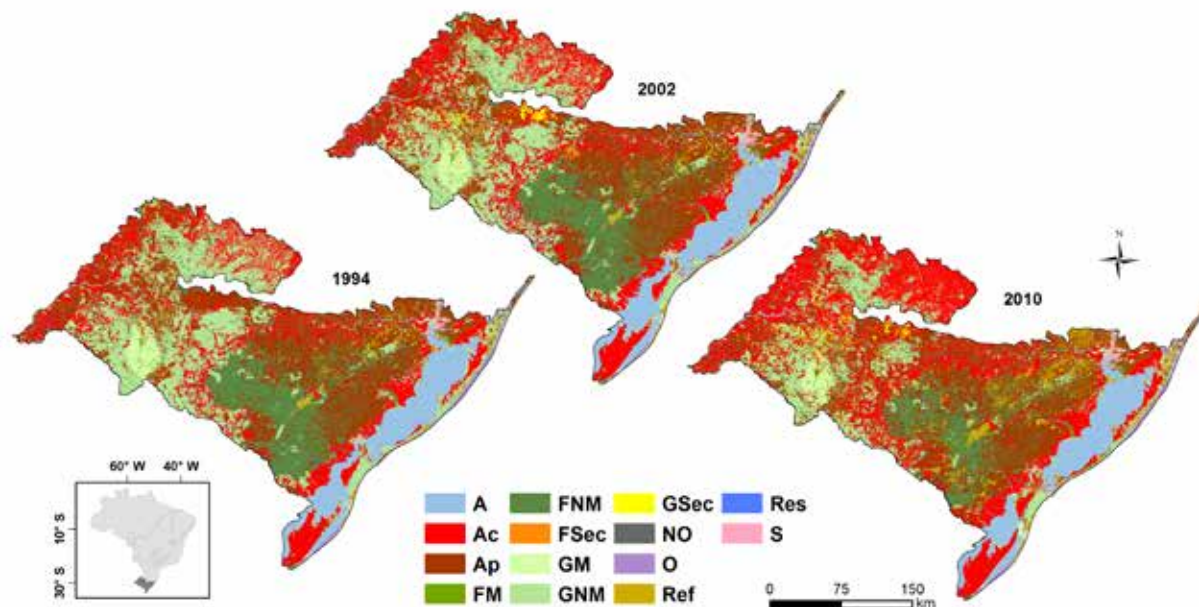 2002
1994
2010
N
60° W 40° W
10° S
30° S
A FNM GSec Res
Ac FSec NO S
Ap GM O
FM GNM Ref
0 75 150
km